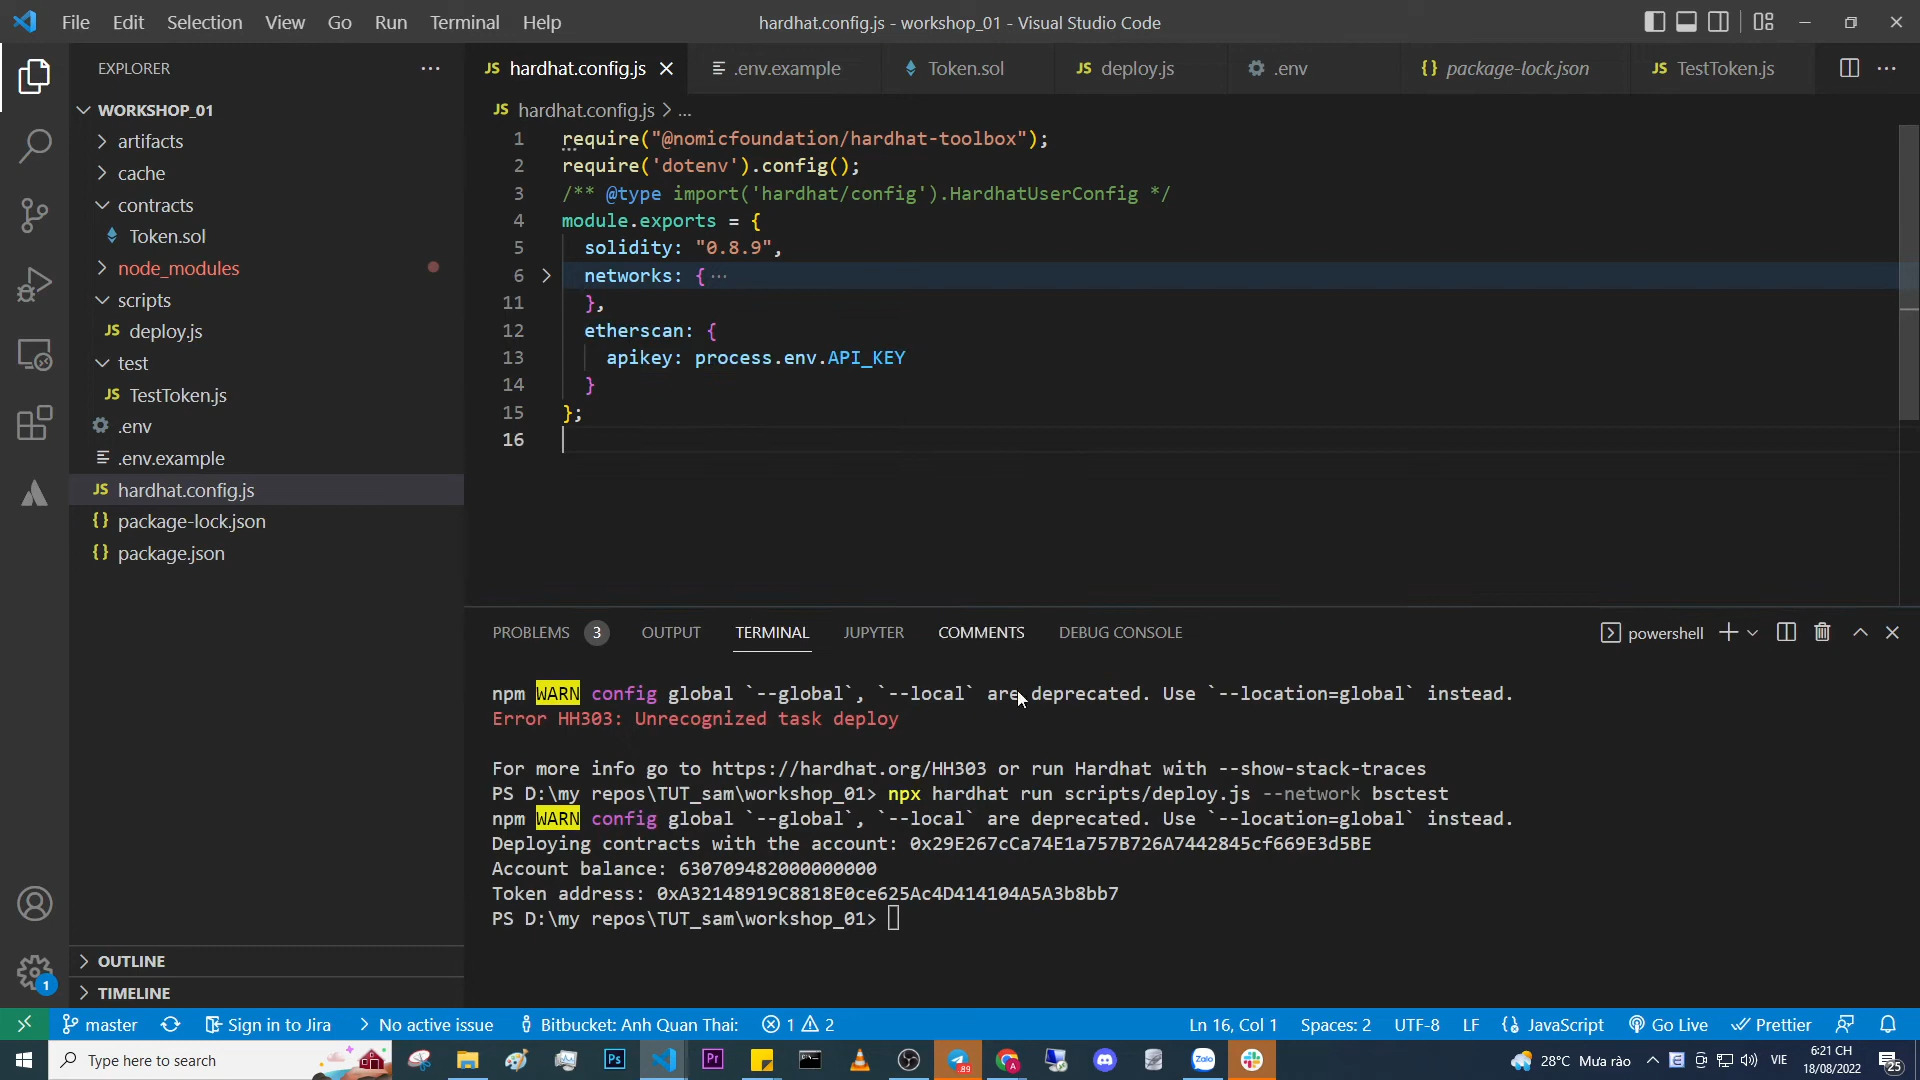 File Edit Selection View Go Run Terminal Help hardhat.config.js - workshop_01 - Visual Studio Code
EXPLORER
WORKSHOP_01
artifacts
cache
contracts
Token.sol
node_modules
scripts
JS deploy.js
test
JS TestToken.js
.env
.env.example
JS hardhat.config.js
{} package-lock.json
{} package.json
OUTLINE
TIMELINE
JS hardhat.config.js .env.example Token.sol JS deploy.js .env {} package-lock.json JS TestToken.js
JS hardhat.config.js > ...
1 require("@nomicfoundation/hardhat-toolbox");
2 require('dotenv').config();
3 /** @type import('hardhat/config').HardhatUserConfig */
4 module.exports = {
5 solidity: "0.8.9",
6 networks: { ...
11 },
12 etherscan: {
13 apikey: process.env.API_KEY
14 }
15 };
16
PROBLEMS 3 OUTPUT TERMINAL JUPYTER COMMENTS DEBUG CONSOLE powershell
npm WARN config global `--global`, `--local` are deprecated. Use `--location=global` instead.
Error HH303: Unrecognized task deploy
For more info go to https://hardhat.org/HH303 or run Hardhat with --show-stack-traces
PS D:\my repos\TUT_sam\workshop_01> npx hardhat run scripts/deploy.js --network bsctest
npm WARN config global `--global`, `--local` are deprecated. Use `--location=global` instead.
Deploying contracts with the account: 0x29E267cCa74E1a757B726A7442845cf669E3d5BE
Account balance: 630709482000000000
Token address: 0xA32148919C8818E0ce625Ac4D414104A5A3b8bb7
PS D:\my repos\TUT_sam\workshop_01>
1
master Sign in to Jira No active issue Bitbucket: Anh Quan Thai: 1 2 Ln 16, Col 1 Spaces: 2 UTF-8 LF {} JavaScript Go Live Prettier
Type here to search Ps Pr .89 A Zalo 28°C Mưa rào E VIE 6:21 CH 25
18/08/2022